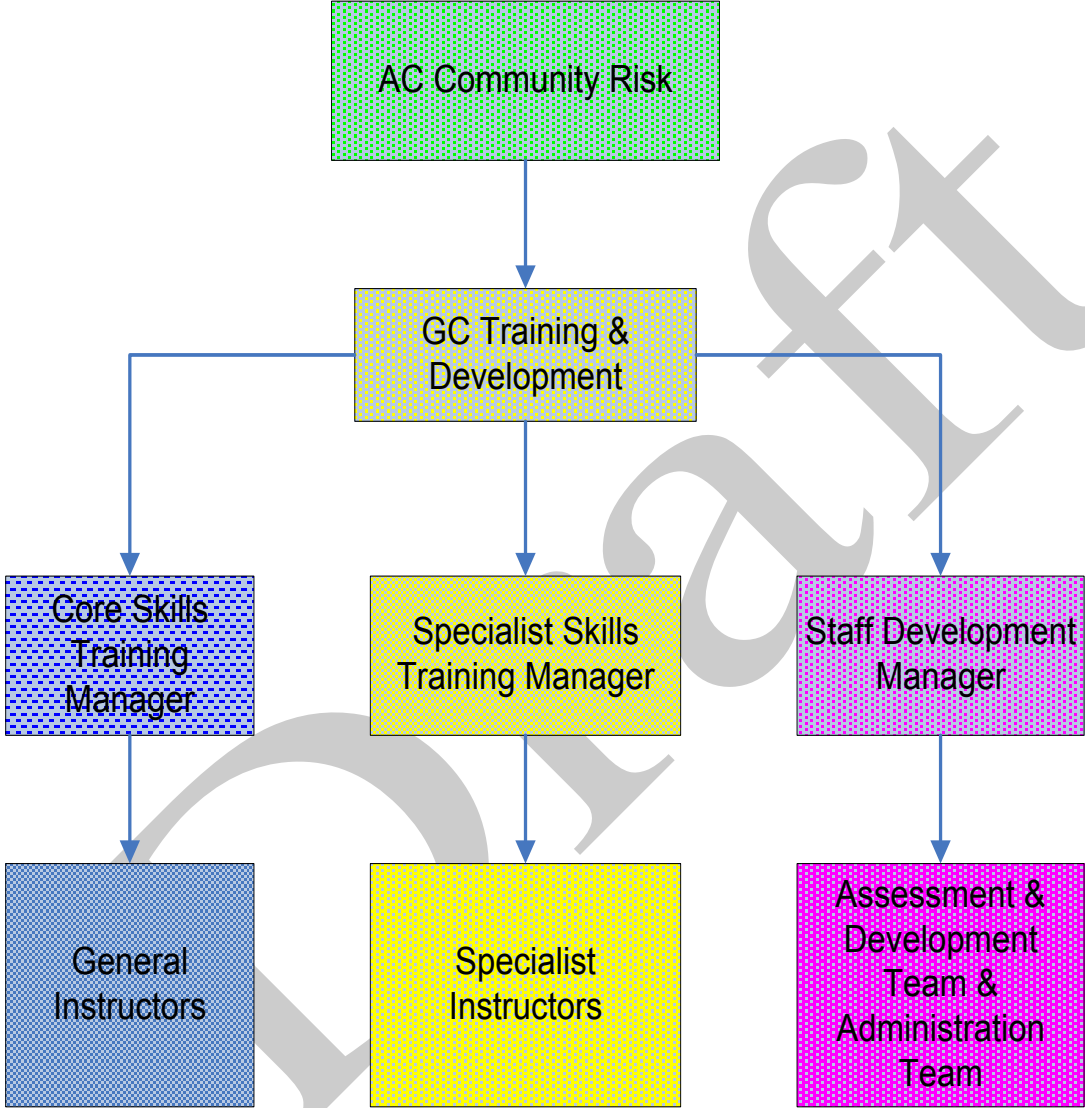 AC Community Risk
GC Training &
Development
Core Skills
Training
Manager
Specialist Skills
Training Manager
Staff Development
Manager
General
Instructors
Specialist
Instructors
Assessment &
Development
Team &
Administration
Team
Draft